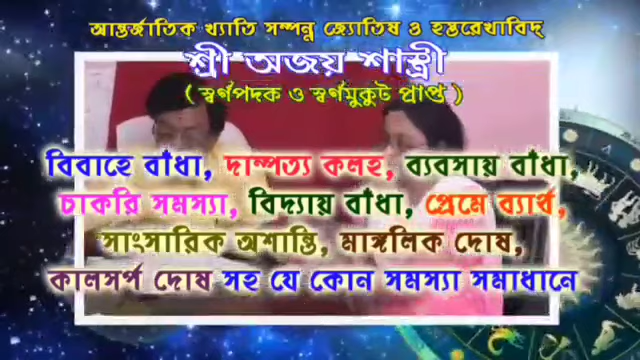 আন্তর্জাতিক খ্যাতি সম্পন্ন জ্যোতিষ ও হস্তরেখাবিদ্
শ্রী অজয় শাস্ত্রী
( স্বর্ণপদক ও স্বর্ণমুকুট প্রাপ্ত )
বিবাহে বাঁধা, দাম্পত্য কলহ, ব্যবসায় বাঁধা,
চাকরি সমস্যা, বিদ্যায় বাঁধা, প্রেমে ব্যার্থ,
সাংসারিক অশান্তি, মাঙ্গলিক দোষ,
কালসর্প দোষ সহ যে কোন সমস্যা সমাধানে